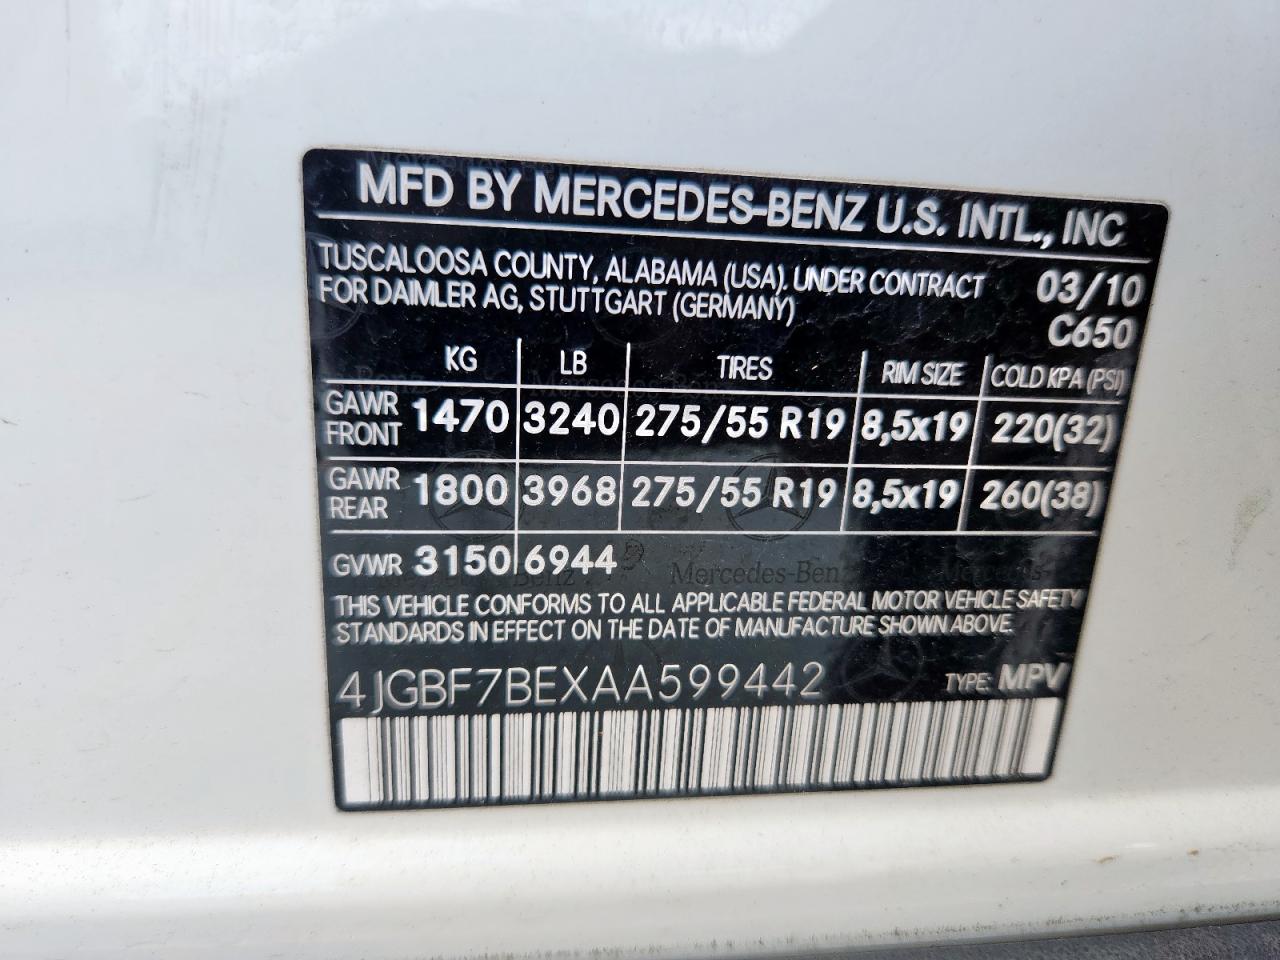 MFD BY MERCEDES-BENZ U.S. INTL., INC
TUSCALOOSA COUNTY, ALABAMA (USA). UNDER CONTRACT 03/10
FOR DAIMLER AG, STUTTGART (GERMANY) C650
KG LB TIRES RIM SIZE COLD KPA (PSI)
GAWR FRONT 1470 3240 275/55 R19 8,5x19 220(32)
GAWR REAR 1800 3968 275/55 R19 8,5x19 260(38)
GVWR 3150 6944
Mercedes-Benz
THIS VEHICLE CONFORMS TO ALL APPLICABLE FEDERAL MOTOR VEHICLE SAFETY
STANDARDS IN EFFECT ON THE DATE OF MANUFACTURE SHOWN ABOVE.
4JGBF7BEXAA599442 TYPE: MPV